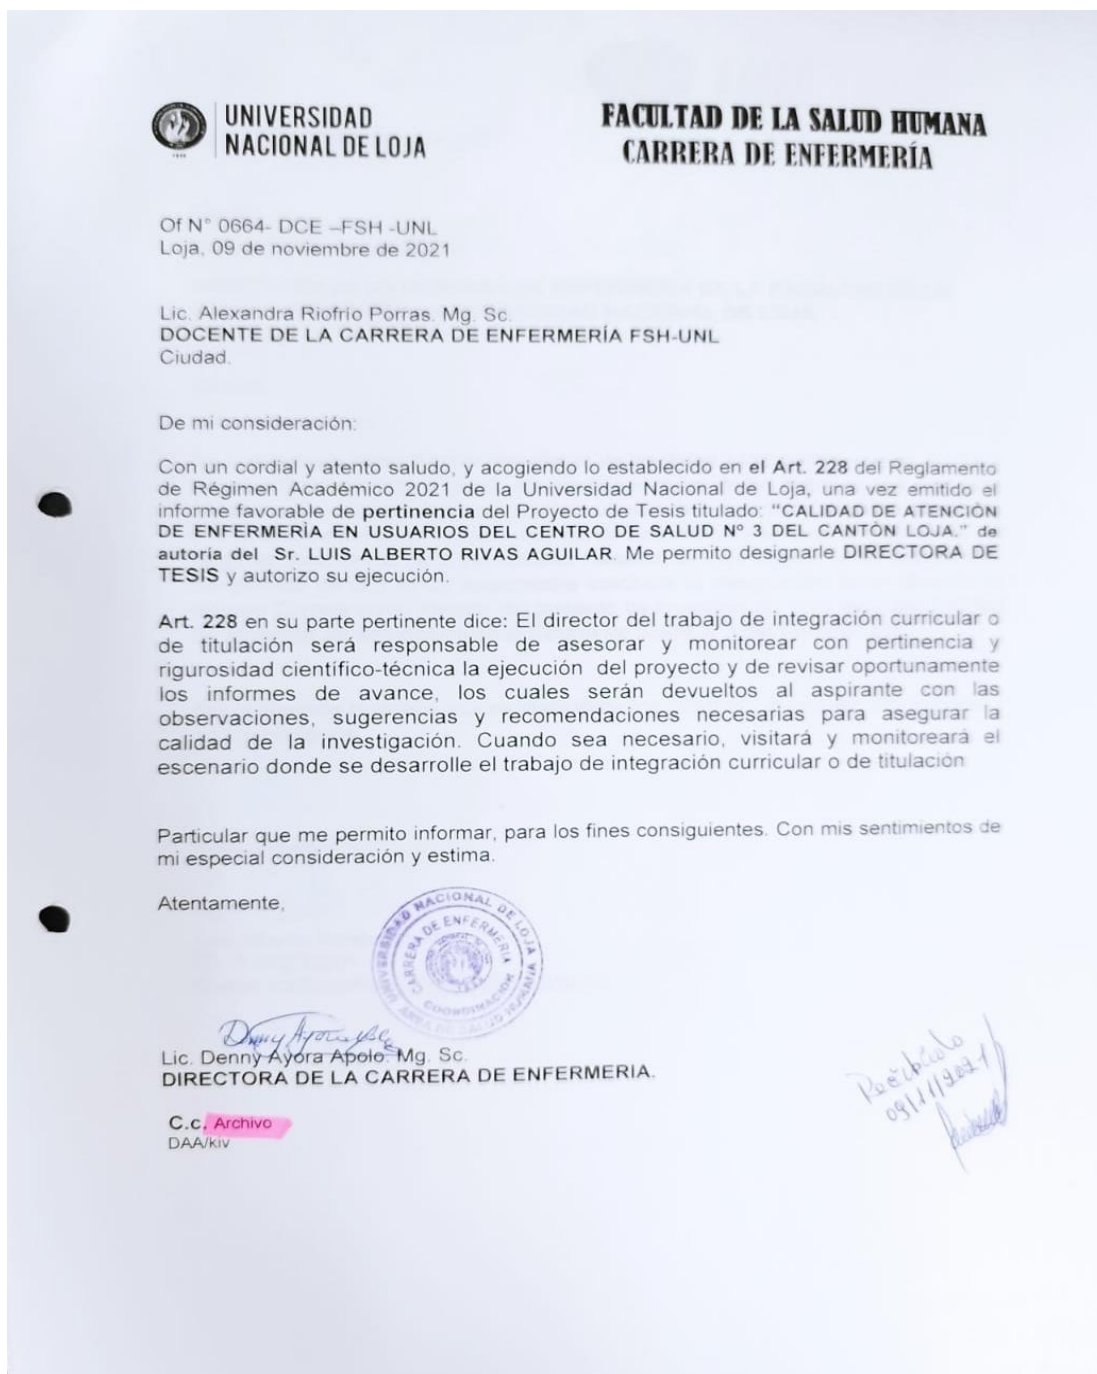 UNIVERSIDAD
NACIONAL DE LOJA
FACULTAD DE LA SALUD HUMANA
CARRERA DE ENFERMERÍA
Of N° 0664- DCE –FSH -UNL
Loja, 09 de noviembre de 2021
Lic. Alexandra Riofrío Porras. Mg. Sc.
DOCENTE DE LA CARRERA DE ENFERMERÍA FSH-UNL
Ciudad.
De mi consideración:
Con un cordial y atento saludo, y acogiendo lo establecido en el Art. 228 del Reglamento
de Régimen Académico 2021 de la Universidad Nacional de Loja, una vez emitido el
informe favorable de pertinencia del Proyecto de Tesis titulado: “CALIDAD DE ATENCIÓN
DE ENFERMERÌA EN USUARIOS DEL CENTRO DE SALUD Nº 3 DEL CANTÒN LOJA.” de
autoría del Sr. LUIS ALBERTO RIVAS AGUILAR. Me permito designarle DIRECTORA DE
TESIS y autorizo su ejecución.
Art. 228 en su parte pertinente dice: El director del trabajo de integración curricular o
de titulación será responsable de asesorar y monitorear con pertinencia y
rigurosidad científico-técnica la ejecución del proyecto y de revisar oportunamente
los informes de avance, los cuales serán devueltos al aspirante con las
observaciones, sugerencias y recomendaciones necesarias para asegurar la
calidad de la investigación. Cuando sea necesario, visitará y monitoreará el
escenario donde se desarrolle el trabajo de integración curricular o de titulación
Particular que me permito informar, para los fines consiguientes. Con mis sentimientos de
mi especial consideración y estima.
Atentamente,
UNIVERSIDAD NACIONAL DE LOJA
CARRERA DE ENFERMERIA
COORDINACIÓN
AREA DE SALUD HUMANA
Lic. Denny Ayora Apolo. Mg. Sc.
DIRECTORA DE LA CARRERA DE ENFERMERIA.
Recibido
09/11/2021
C.c. Archivo
DAA/kiv